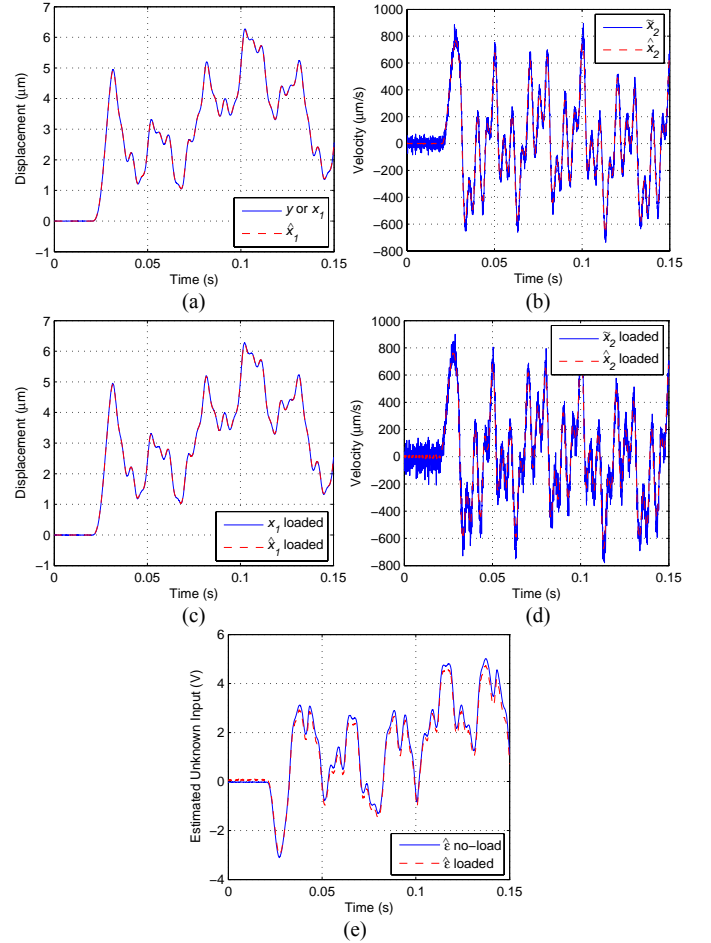 7
6
5
4
3
2
1
0
−1
Displacement (μm)
0
0.05
0.1
0.15
Time (s)
y or x₁
x̂₁
(a)
1000
800
600
400
200
0
−200
−400
−600
−800
Velocity (μm/s)
0
0.05
0.1
0.15
Time (s)
x̃₂
x̂₂
(b)
7
6
5
4
3
2
1
0
−1
Displacement (μm)
0
0.05
0.1
0.15
Time (s)
x₁ loaded
x̂₁ loaded
(c)
1000
800
600
400
200
0
−200
−400
−600
−800
Velocity (μm/s)
0
0.05
0.1
0.15
Time (s)
x̃₂ loaded
x̂₂ loaded
(d)
6
4
2
0
−2
−4
Estimated Unknown Input (V)
0
0.05
0.1
0.15
Time (s)
ε̂ no-load
ε̂ loaded
(e)